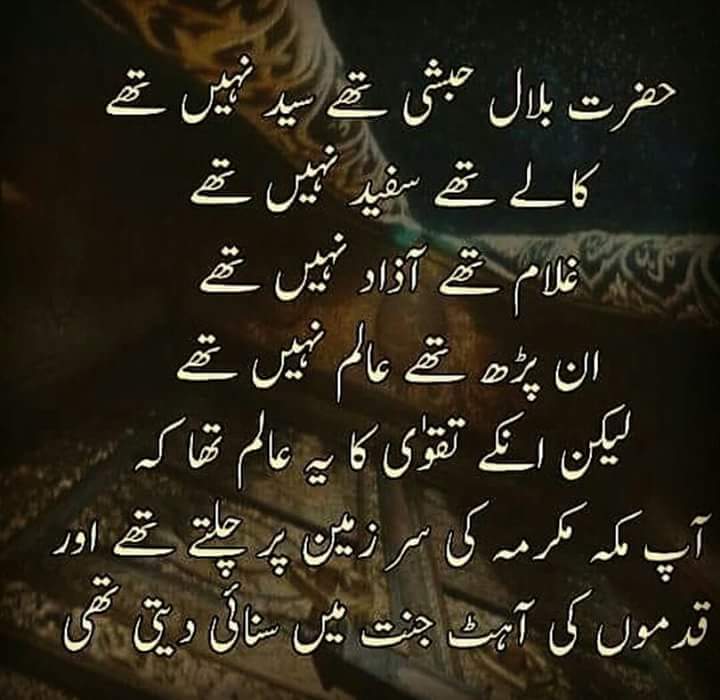 حضرت بلال حبشی تھے سید نہیں تھے
کالے تھے سفید نہیں تھے
غلام تھے آذاد نہیں تھے
ان پڑھ تھے عالم نہیں تھے
لیکن انکے تقوٰی کا یہ عالم تھا کہ
آپ مکہ مکرمہ کی سر زمین پر چلتے تھے اور
قدموں کی آہٹ جنت میں سنائی دیتی تھی